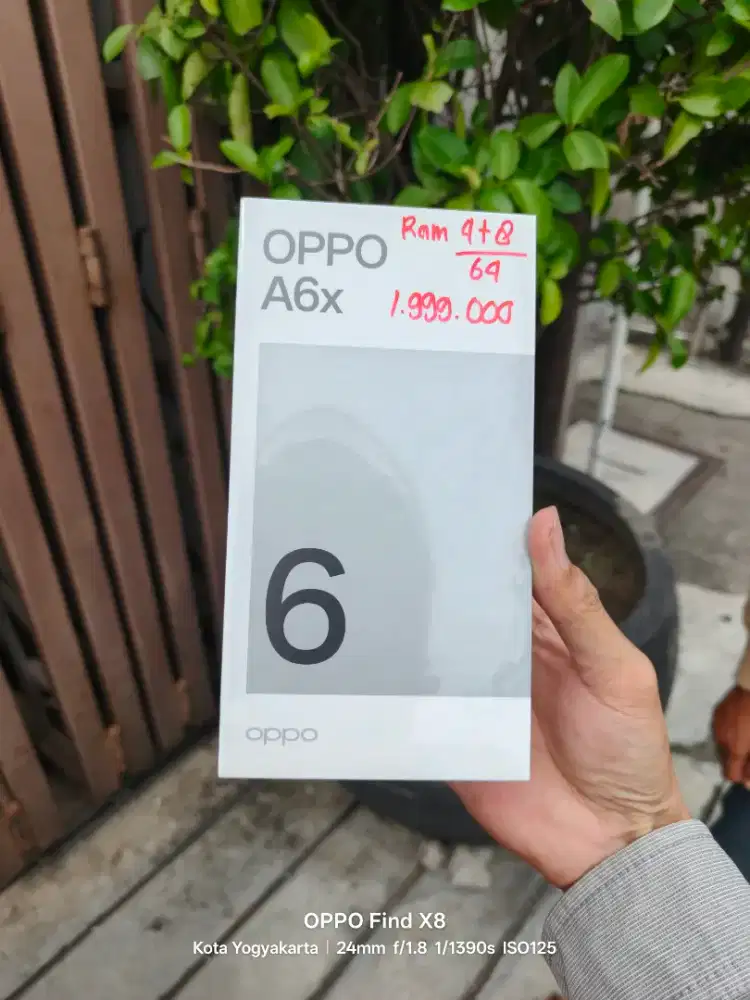 OPPO
A6x
Ram 4+8
64
1.999.000
6
oppo
OPPO Find X8
Kota Yogyakarta | 24mm f/1.8 1/1390s ISO125